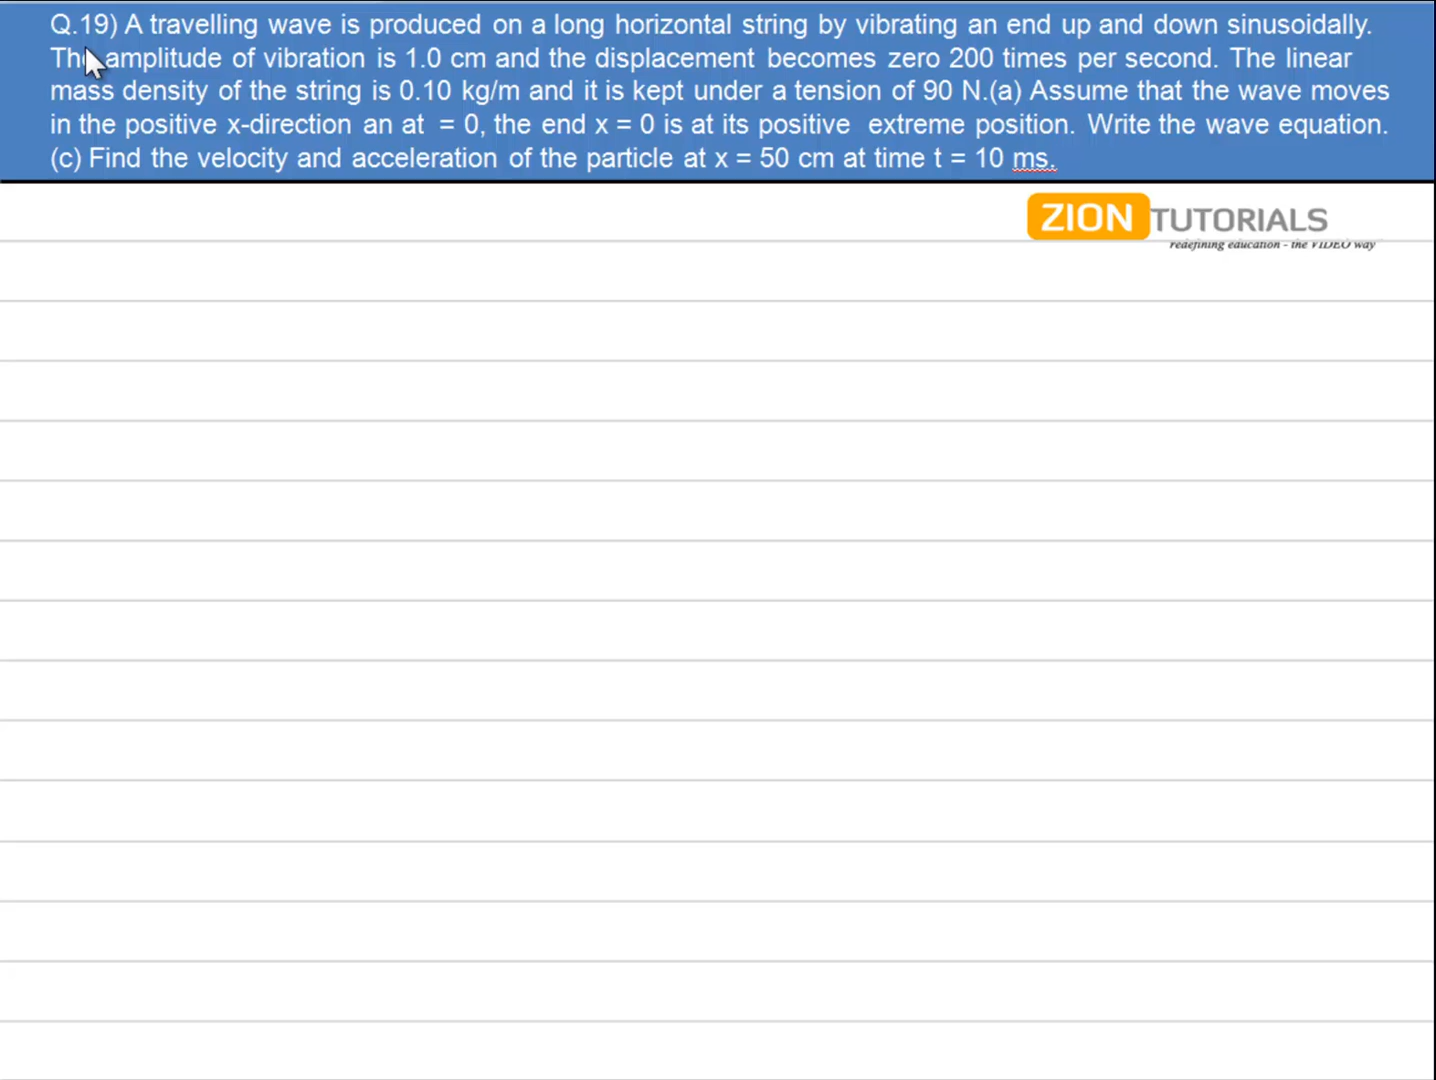 Q.19) A travelling wave is produced on a long horizontal string by vibrating an end up and down sinusoidally.
The amplitude of vibration is 1.0 cm and the displacement becomes zero 200 times per second. The linear
mass density of the string is 0.10 kg/m and it is kept under a tension of 90 N.(a) Assume that the wave moves
in the positive x-direction an at = 0, the end x = 0 is at its positive extreme position. Write the wave equation.
(c) Find the velocity and acceleration of the particle at x = 50 cm at time t = 10 ms.
ZION TUTORIALS
redefining education - the VIDEO way